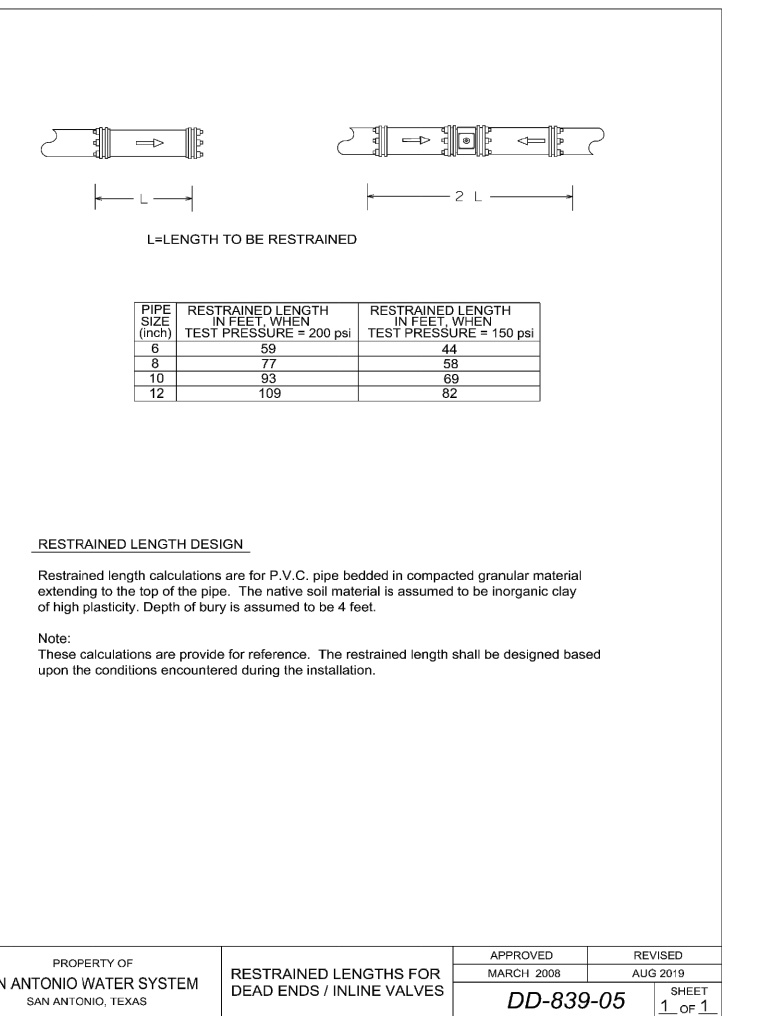 L
2 L
L=LENGTH TO BE RESTRAINED
PIPE SIZE (inch) RESTRAINED LENGTH IN FEET, WHEN TEST PRESSURE = 200 psi RESTRAINED LENGTH IN FEET, WHEN TEST PRESSURE = 150 psi
6 59 44
8 77 58
10 93 69
12 109 82
RESTRAINED LENGTH DESIGN
Restrained length calculations are for P.V.C. pipe bedded in compacted granular material
extending to the top of the pipe. The native soil material is assumed to be inorganic clay
of high plasticity. Depth of bury is assumed to be 4 feet.
Note:
These calculations are provide for reference. The restrained length shall be designed based
upon the conditions encountered during the installation.
PROPERTY OF
N ANTONIO WATER SYSTEM
SAN ANTONIO, TEXAS
RESTRAINED LENGTHS FOR
DEAD ENDS / INLINE VALVES
APPROVED REVISED
MARCH 2008 AUG 2019
DD-839-05
SHEET
1 OF 1